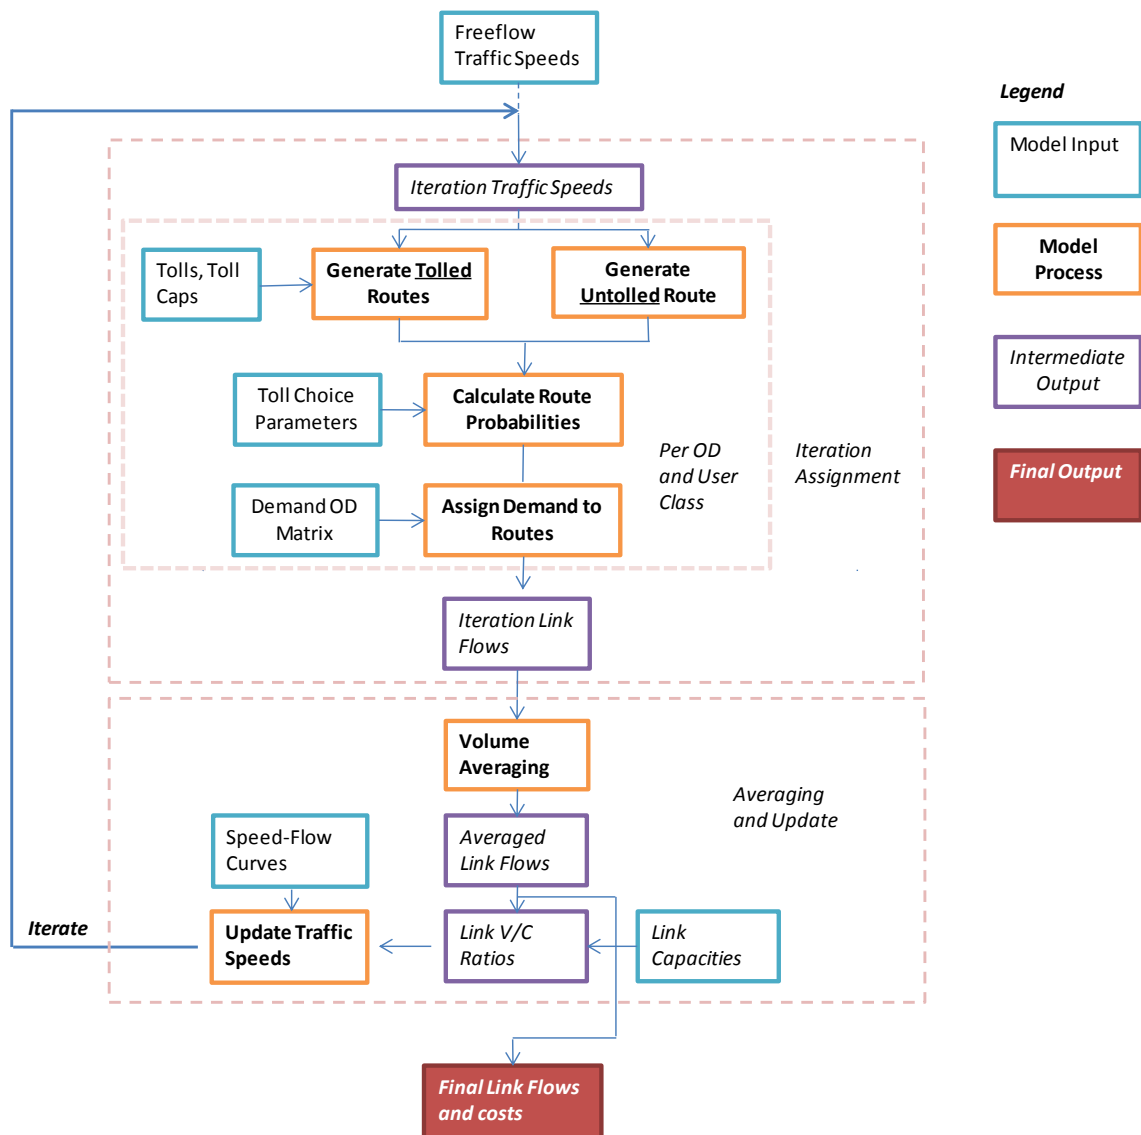 Freeflow
Traffic Speeds
Legend
Model Input
Iteration Traffic Speeds
Tolls, Toll
Caps
Generate Tolled
Routes
Generate
Untolled Route
Model
Process
Toll Choice
Parameters
Calculate Route
Probabilities
Intermediate
Output
Per OD
and User
Class
Iteration
Assignment
Final Output
Demand OD
Matrix
Assign Demand to
Routes
Iteration Link
Flows
Volume
Averaging
Averaging
and Update
Speed-Flow
Curves
Averaged
Link Flows
Iterate
Update Traffic
Speeds
Link V/C
Ratios
Link
Capacities
Final Link Flows
and costs